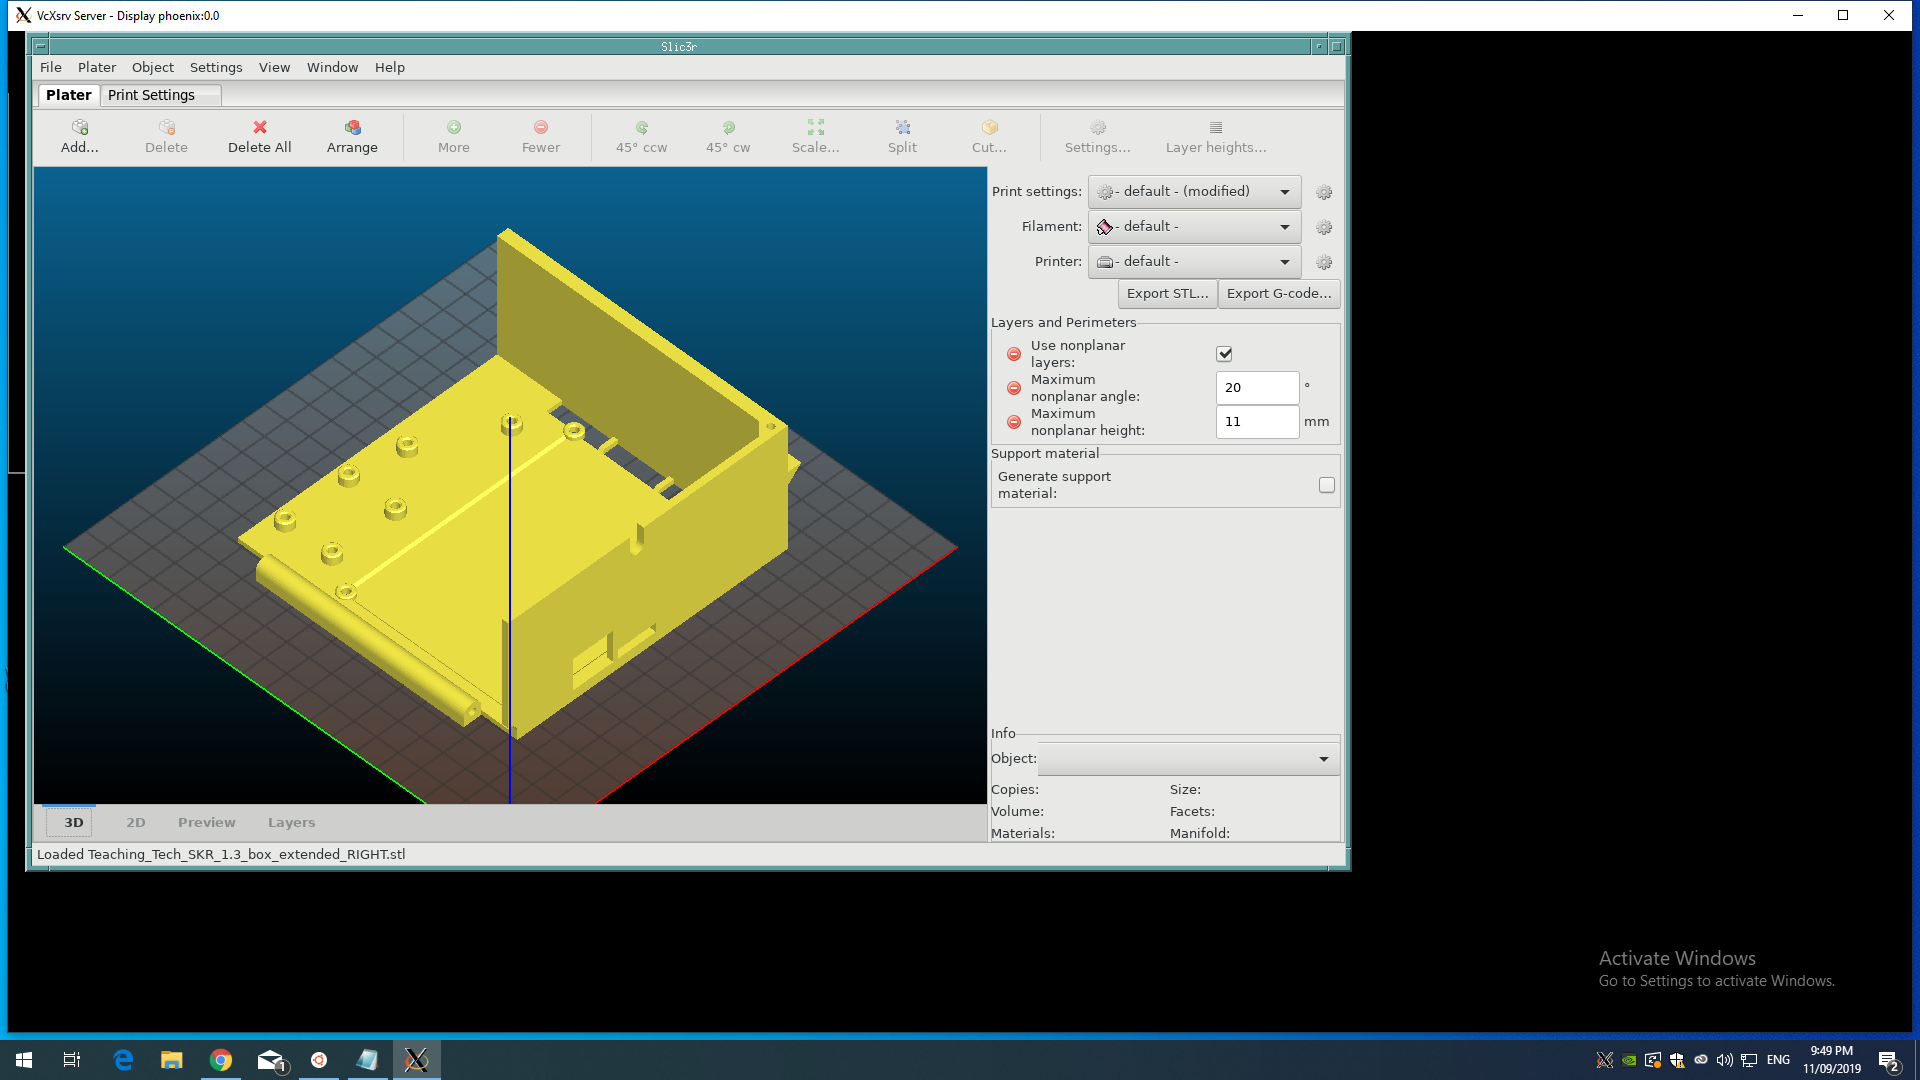 VcXsrv Server - Display phoenix:0.0
Slic3r
File Plater Object Settings View Window Help
Plater Print Settings
Add... Delete Delete All Arrange More Fewer 45° ccw 45° cw Scale... Split Cut... Settings... Layer heights...
Print settings: - default - (modified)
Filament: - default -
Printer: - default -
Export STL... Export G-code...
Layers and Perimeters
Use nonplanar
layers:
Maximum
nonplanar angle: 20 °
Maximum
nonplanar height: 11 mm
Support material
Generate support
material:
Info
Object:
Copies: Size:
Volume: Facets:
Materials: Manifold:
3D 2D Preview Layers
Loaded Teaching_Tech_SKR_1.3_box_extended_RIGHT.stl
Activate Windows
Go to Settings to activate Windows.
1
ENG
9:49 PM
11/09/2019
2